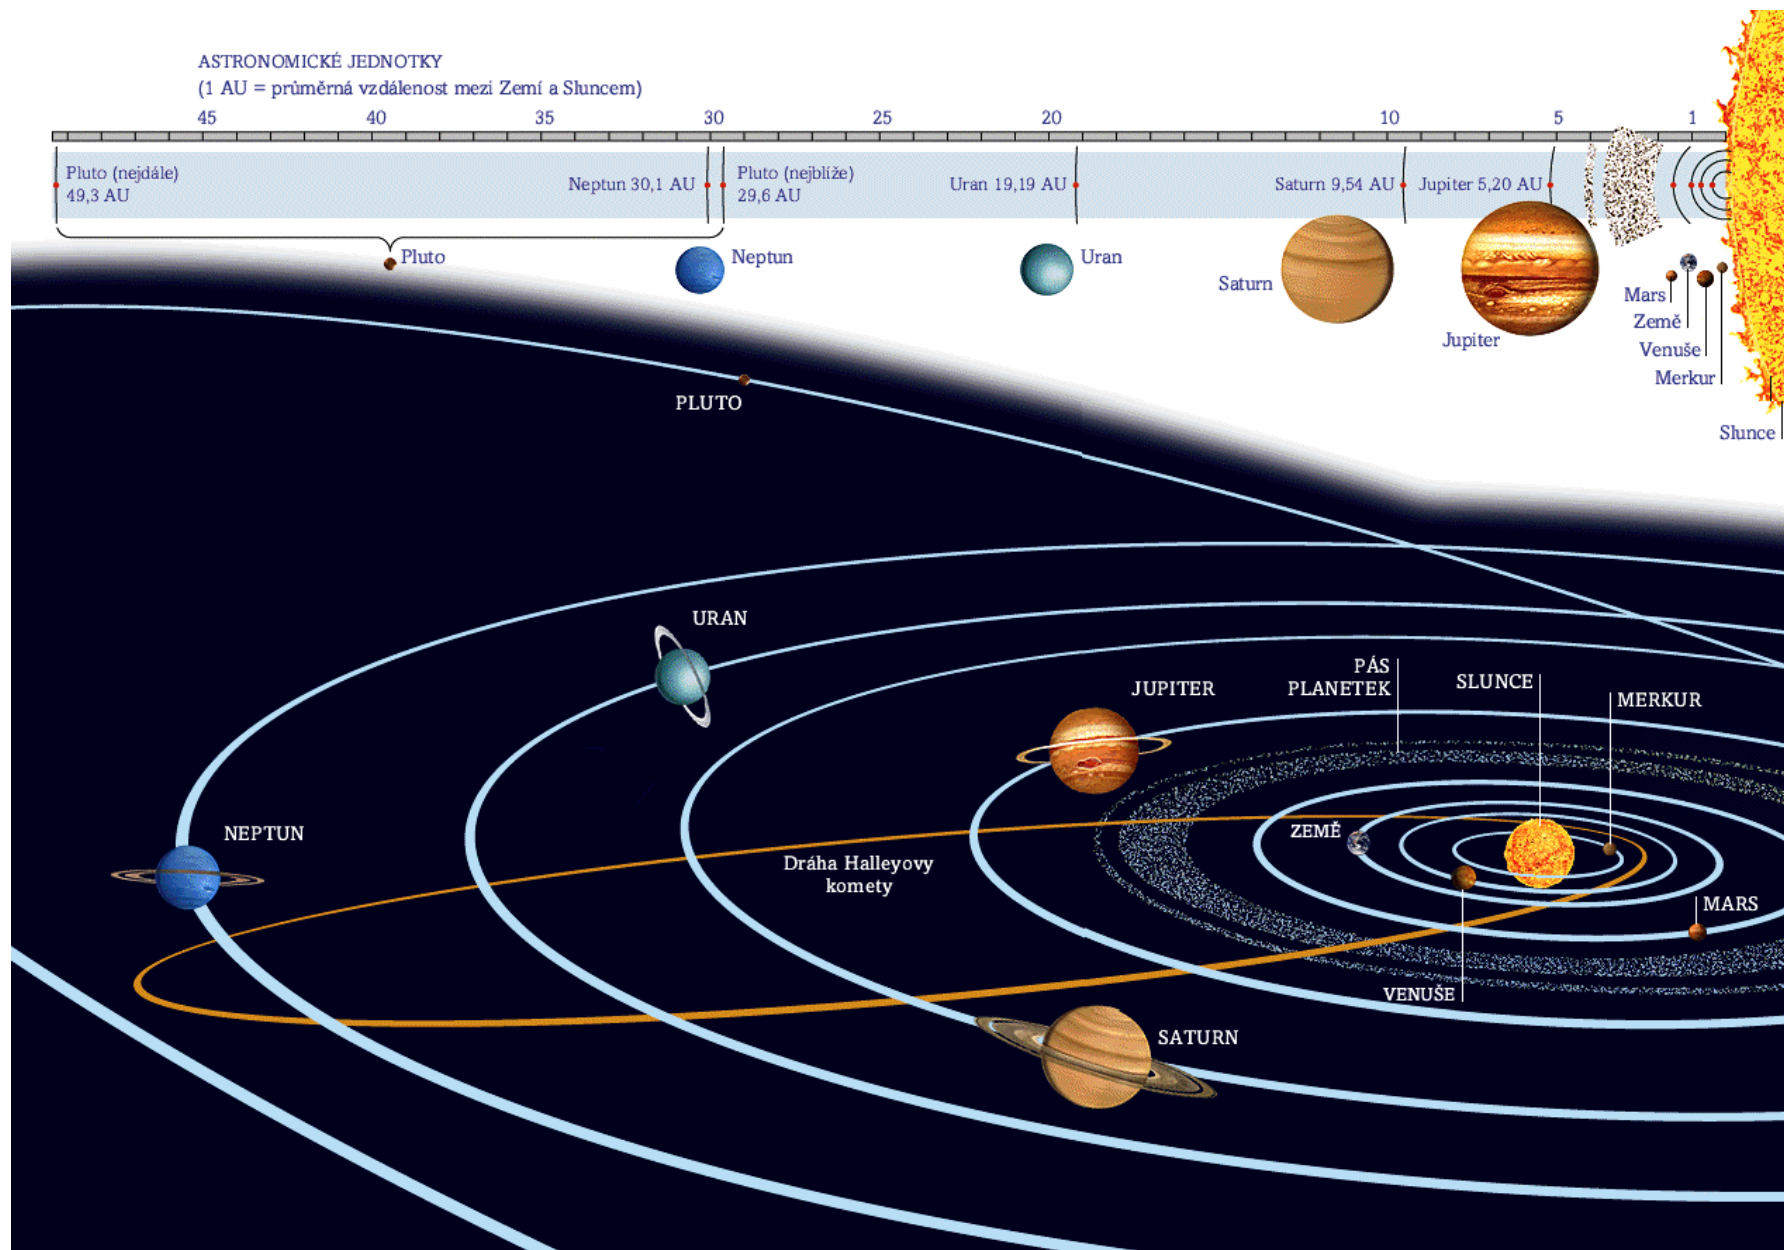 ASTRONOMICKÉ JEDNOTKY
(1 AU = průměrná vzdálenost mezi Zemí a Sluncem)
45 40 35 30 25 20 10 5 1
Pluto (nejdále)
49,3 AU
Neptun 30,1 AU
Pluto (nejblíže)
29,6 AU
Uran 19,19 AU
Saturn 9,54 AU
Jupiter 5,20 AU
Pluto
Neptun
Uran
Saturn
Jupiter
Mars
Země
Venuše
Merkur
Slunce
PLUTO
URAN
JUPITER
PÁS
PLANETEK
SLUNCE
MERKUR
NEPTUN
ZEMĚ
Dráha Halleyovy
komety
MARS
VENUŠE
SATURN